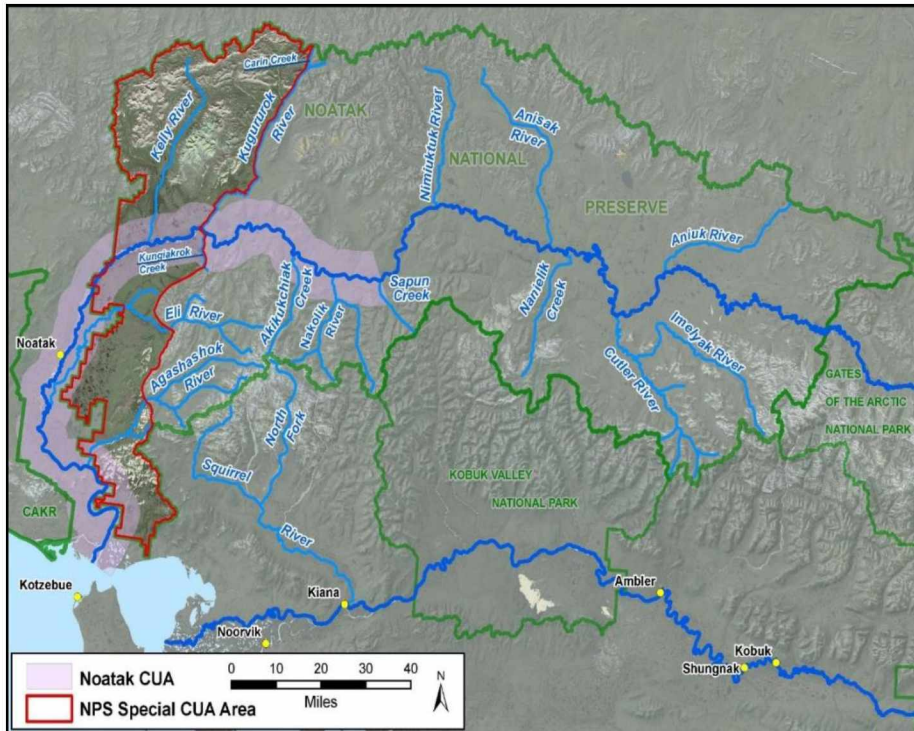 Carin Creek
Kelly River
Kugururok
River
NOATAK
NATIONAL
PRESERVE
Nimiuktuk River
Anisak
River
Aniuk River
Kungiakrok
Creek
Eli River
Akikukchiak
Creek
Nakolik
River
Sapun
Creek
Nanielik
Creek
Cutler River
Imelyak River
Noatak
Agashashok
River
GATES
OF THE ARCTIC
NATIONAL PARK
North
Fork
Squirrel
River
KOBUK VALLEY
NATIONAL PARK
CAKR
Kotzebue
Kiana
Noorvik
Ambler
Kobuk
Shungnak
Noatak CUA
NPS Special CUA Area
0 10 20 30 40
Miles
N